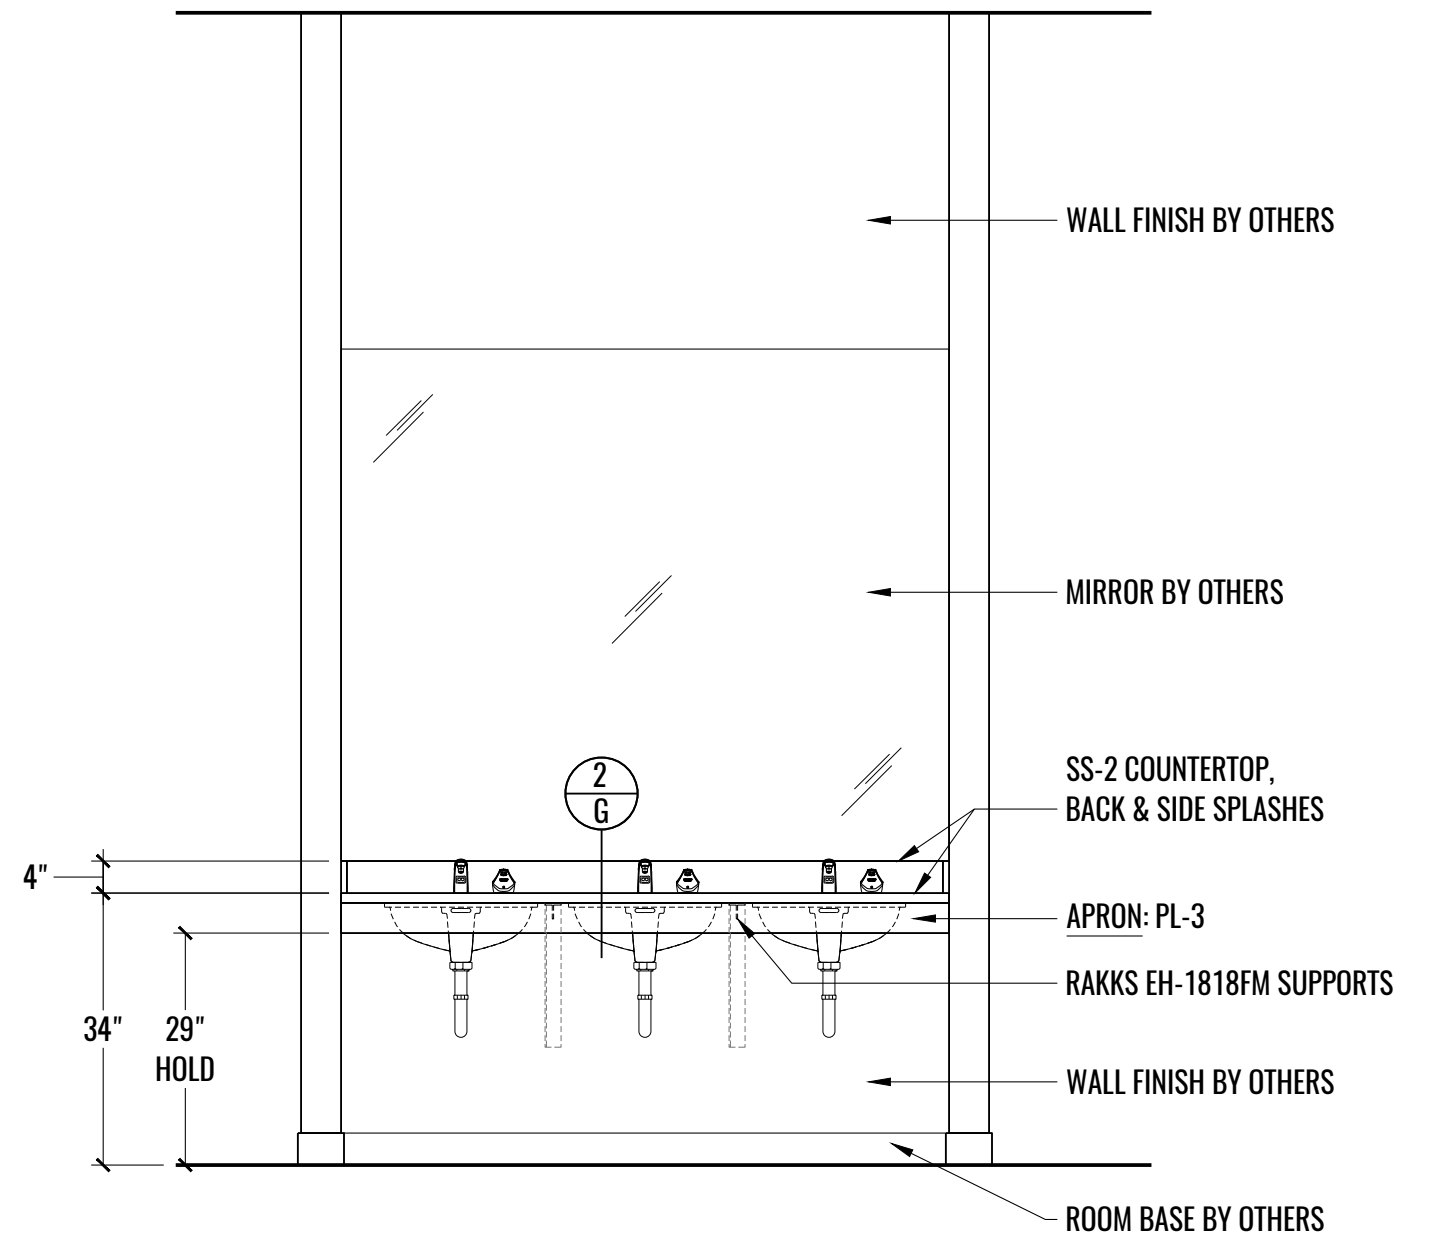 WALL FINISH BY OTHERS
MIRROR BY OTHERS
SS-2 COUNTERTOP,
BACK & SIDE SPLASHES
2
G
4"
APRON: PL-3
RAKKS EH-1818FM SUPPORTS
34"
29"
HOLD
WALL FINISH BY OTHERS
ROOM BASE BY OTHERS